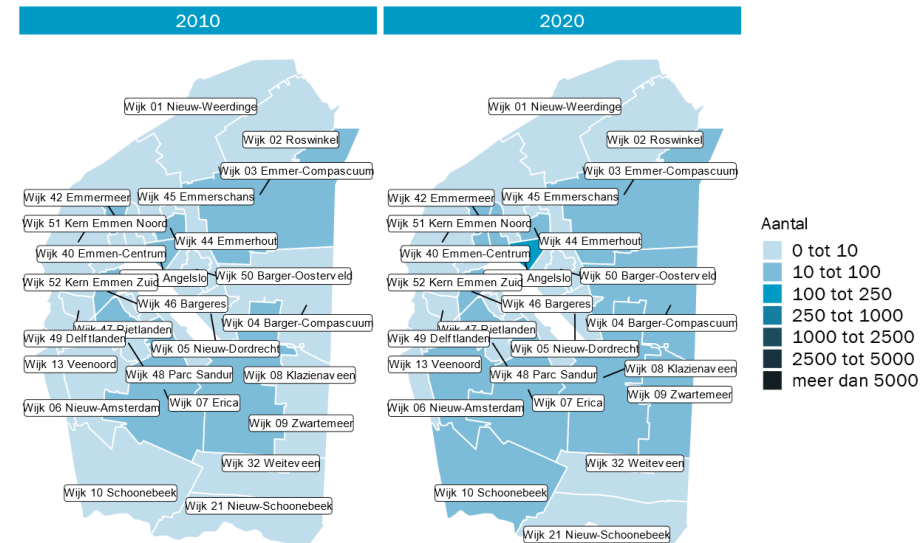 2010
Wijk 01 Nieuw-Weerdinge
Wijk 02 Roswinkel
Wijk 03 Emmer-Compascuum
Wijk 42 Emmermeer
Wijk 45 Emmerschans
Wijk 51 Kern Emmen Noord
Wijk 44 Emmerhout
Wijk 40 Emmen-Centrum
Angelslo
Wijk 50 Barger-Oosterveld
Wijk 52 Kern Emmen Zuid
Wijk 46 Bargeres
Wijk 04 Barger-Compascuum
Wijk 47 Rietlanden
Wijk 49 Delftlanden
Wijk 05 Nieuw-Dordrecht
Wijk 13 Veenoord
Wijk 48 Parc Sandur
Wijk 08 Klazienaveen
Wijk 06 Nieuw-Amsterdam
Wijk 07 Erica
Wijk 09 Zwartemeer
Wijk 32 Weiteveen
Wijk 10 Schoonebeek
Wijk 21 Nieuw-Schoonebeek
2020
Wijk 01 Nieuw-Weerdinge
Wijk 02 Roswinkel
Wijk 03 Emmer-Compascuum
Wijk 42 Emmermeer
Wijk 45 Emmerschans
Wijk 51 Kern Emmen Noord
Wijk 44 Emmerhout
Wijk 40 Emmen-Centrum
Angelslo
Wijk 50 Barger-Oosterveld
Wijk 52 Kern Emmen Zuid
Wijk 46 Bargeres
Wijk 04 Barger-Compascuum
Wijk 47 Rietlanden
Wijk 49 Delftlanden
Wijk 05 Nieuw-Dordrecht
Wijk 13 Veenoord
Wijk 48 Parc Sandur
Wijk 08 Klazienaveen
Wijk 09 Zwartemeer
Wijk 06 Nieuw-Amsterdam
Wijk 07 Erica
Wijk 32 Weiteveen
Wijk 10 Schoonebeek
Wijk 21 Nieuw-Schoonebeek
Aantal
0 tot 10
10 tot 100
100 tot 250
250 tot 1000
1000 tot 2500
2500 tot 5000
meer dan 5000